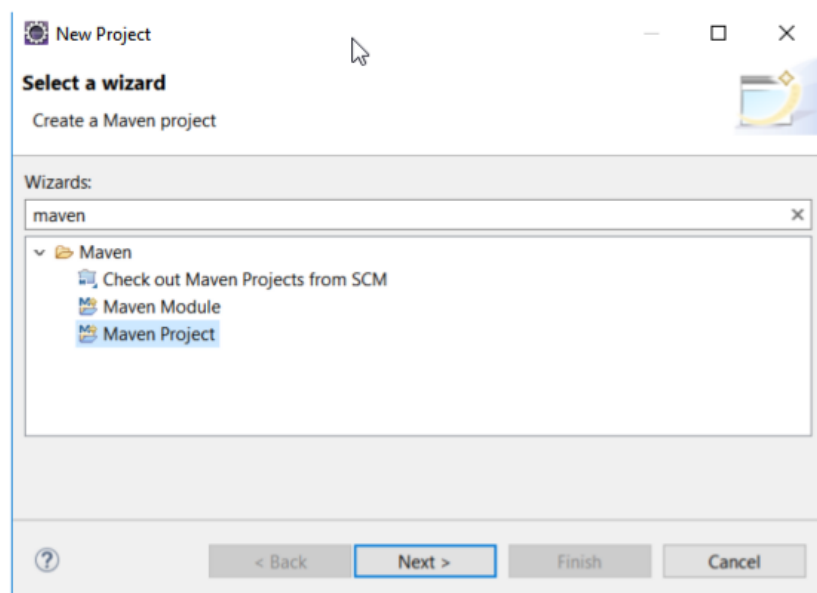 New Project
Select a wizard
Create a Maven project
Wizards:
maven
Maven
Check out Maven Projects from SCM
Maven Module
Maven Project
< Back Next > Finish Cancel